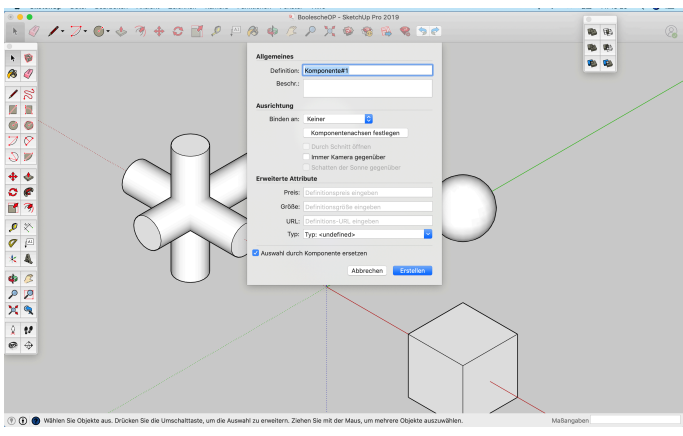 BoolescheOP - SketchUp Pro 2019
Allgemeines
Definition: Komponente#1
Beschr.:
Ausrichtung
Binden an: Keiner
Komponentenachsen festlegen
Durch Schnitt öffnen
Immer Kamera gegenüber
Schatten der Sonne gegenüber
Erweiterte Attribute
Preis: Definitionspreis eingeben
Größe: Definitionsgröße eingeben
URL: Definitions-URL eingeben
Typ: Typ: <undefined>
Auswahl durch Komponente ersetzen
Abbrechen Erstellen
Wählen Sie Objekte aus. Drücken Sie die Umschalttaste, um die Auswahl zu erweitern. Ziehen Sie mit der Maus, um mehrere Objekte auszuwählen. Maßangaben